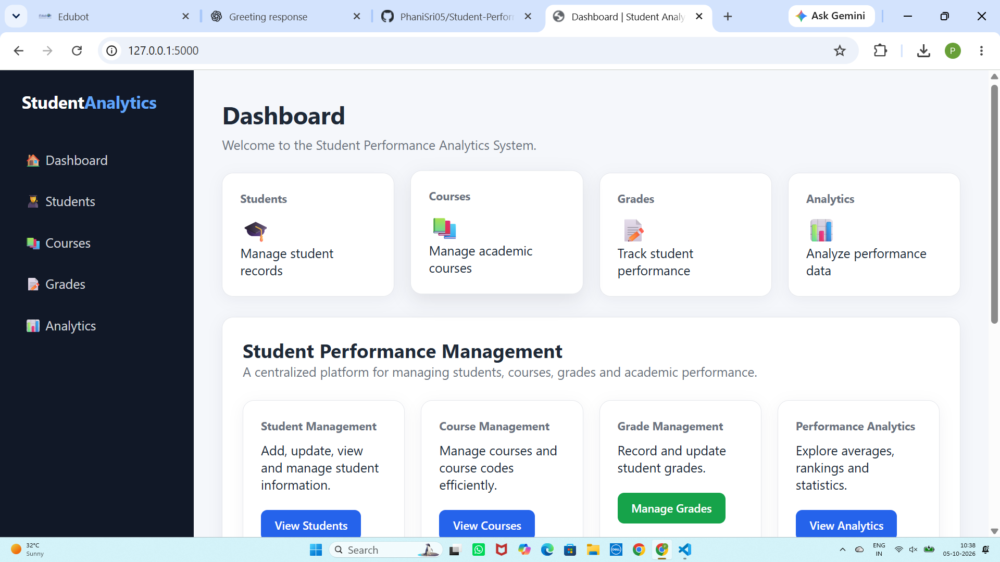 Edubot
Greeting response
PhaniSri05/Student-Perfor
Dashboard | Student Analy
Ask Gemini
127.0.0.1:5000
P
StudentAnalytics
Dashboard
Students
Courses
Grades
Analytics
Dashboard
Welcome to the Student Performance Analytics System.
Students
Manage student
records
Courses
Manage academic
courses
Grades
Track student
performance
Analytics
Analyze performance
data
Student Performance Management
A centralized platform for managing students, courses, grades and academic performance.
Student Management
Add, update, view
and manage student
information.
View Students
Course Management
Manage courses and
course codes
efficiently.
View Courses
Grade Management
Record and update
student grades.
Manage Grades
Performance Analytics
Explore averages,
rankings and
statistics.
View Analytics
32°C
Sunny
Search
DELL
ENG
IN
10:38
05-10-2026